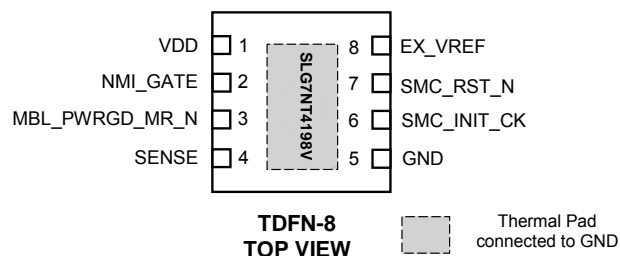 VDD 1 8 EX_VREF
NMI_GATE 2 7 SMC_RST_N
MBL_PWRGD_MR_N 3 6 SMC_INIT_CK
SENSE 4 5 GND
SLG7NT4198V
TDFN-8
TOP VIEW
Thermal Pad
connected to GND